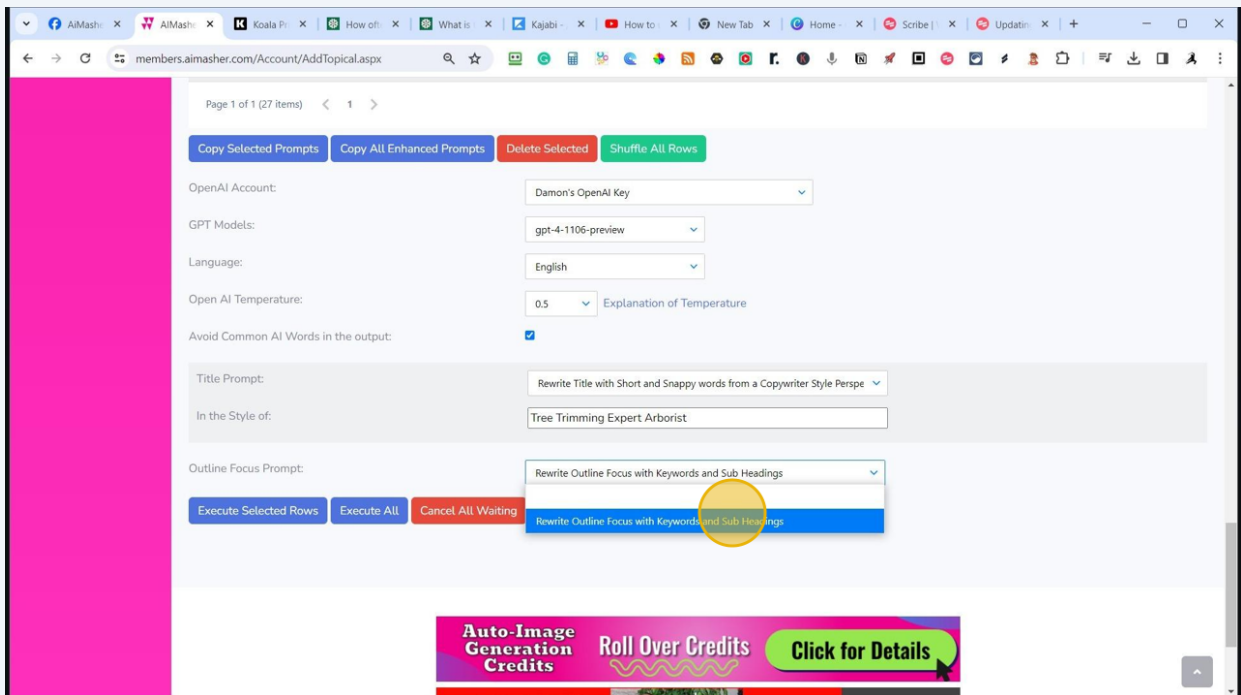 AiMashe
AIMashe
Koala Pr
How oft
What is
Kajabi -
How to
New Tab
Home -
Scribe |
Updatin
members.aimasher.com/Account/AddTopical.aspx
Page 1 of 1 (27 items) 1
Copy Selected Prompts Copy All Enhanced Prompts Delete Selected Shuffle All Rows
OpenAI Account: Damon's OpenAI Key
GPT Models: gpt-4-1106-preview
Language: English
Open AI Temperature: 0.5 Explanation of Temperature
Avoid Common AI Words in the output:
Title Prompt: Rewrite Title with Short and Snappy words from a Copywriter Style Perspe
In the Style of: Tree Trimming Expert Arborist
Outline Focus Prompt: Rewrite Outline Focus with Keywords and Sub Headings
Execute Selected Rows Execute All Cancel All Waiting Rewrite Outline Focus with Keywords and Sub Headings
Auto-Image
Generation
Credits
Roll Over Credits
Click for Details